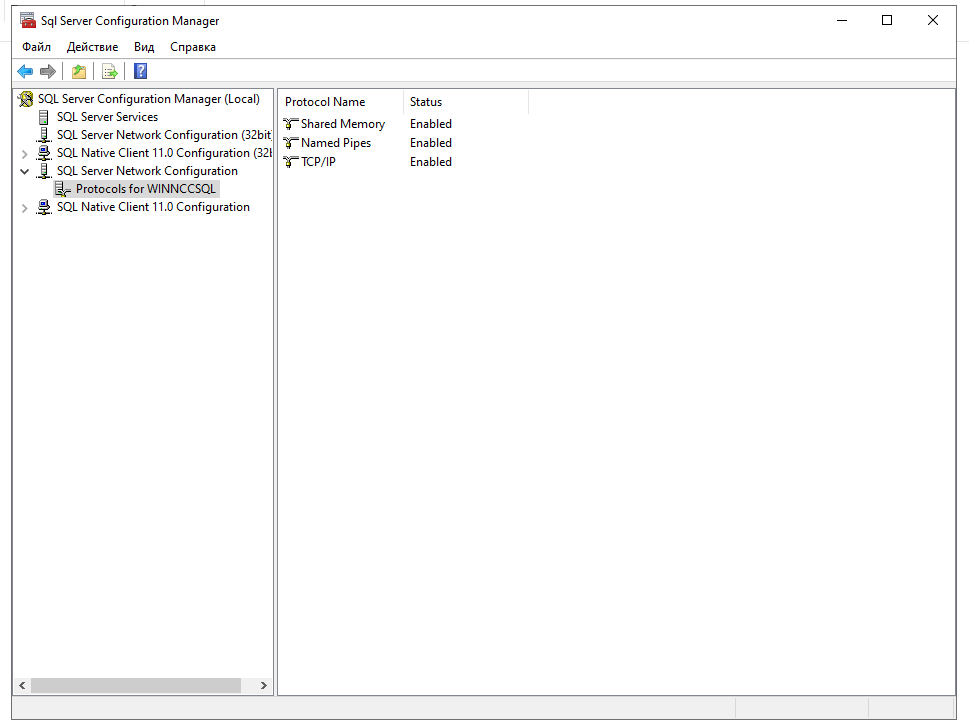 Sql Server Configuration Manager
Файл Действие Вид Справка
SQL Server Configuration Manager (Local)
SQL Server Services
SQL Server Network Configuration (32bit
SQL Native Client 11.0 Configuration (32b
SQL Server Network Configuration
Protocols for WINNCCSQL
SQL Native Client 11.0 Configuration
Protocol Name Status
Shared Memory Enabled
Named Pipes Enabled
TCP/IP Enabled